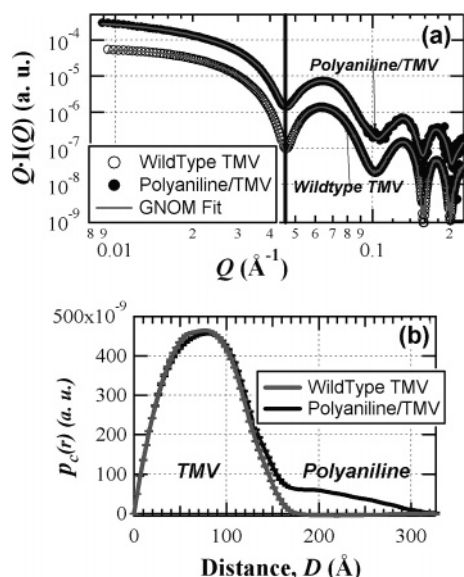 (a)
10⁻⁴
10⁻⁵
10⁻⁶
10⁻⁷
10⁻⁸
10⁻⁹
Q·I(Q) (a. u.)
Polyaniline/TMV
Wildtype TMV
WildType TMV
Polyaniline/TMV
GNOM Fit
8 9 0.01 2 3 4 5 6 7 8 9 0.1 2
Q (Å⁻¹)
(b)
500x10⁻⁹
400
300
200
100
0
p_c(r) (a. u.)
WildType TMV
Polyaniline/TMV
TMV
Polyaniline
0 100 200 300
Distance, D (Å)